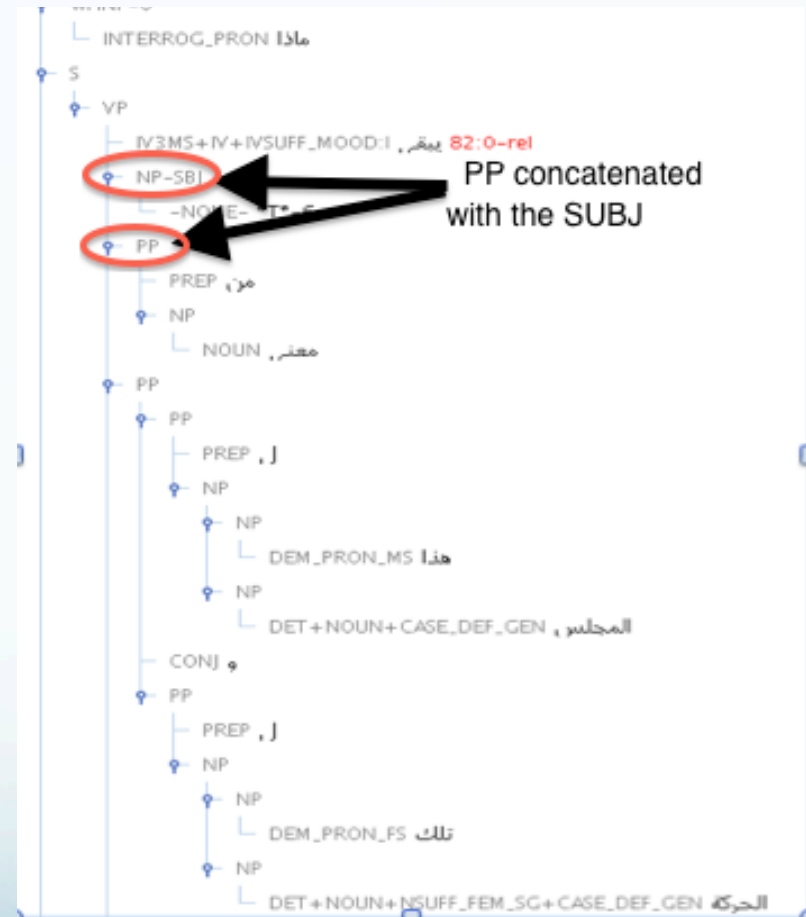 INTERROG_PRON ماذا
S
VP
IV3MS+IV+IVSUFF_MOOD:I يبقى 82:0-rel
NP-SBJ PP concatenated
-NONE- with the SUBJ
PP
PREP من
NP
NOUN معنى
PP
PP
PREP ل
NP
NP
DEM_PRON_MS هذا
NP
DET+NOUN+CASE_DEF_GEN المجلس
CONJ و
PP
PREP ل
NP
NP
DEM_PRON_FS تلك
NP
DET+NOUN+NSUFF_FEM_SG+CASE_DEF_GEN الحركة